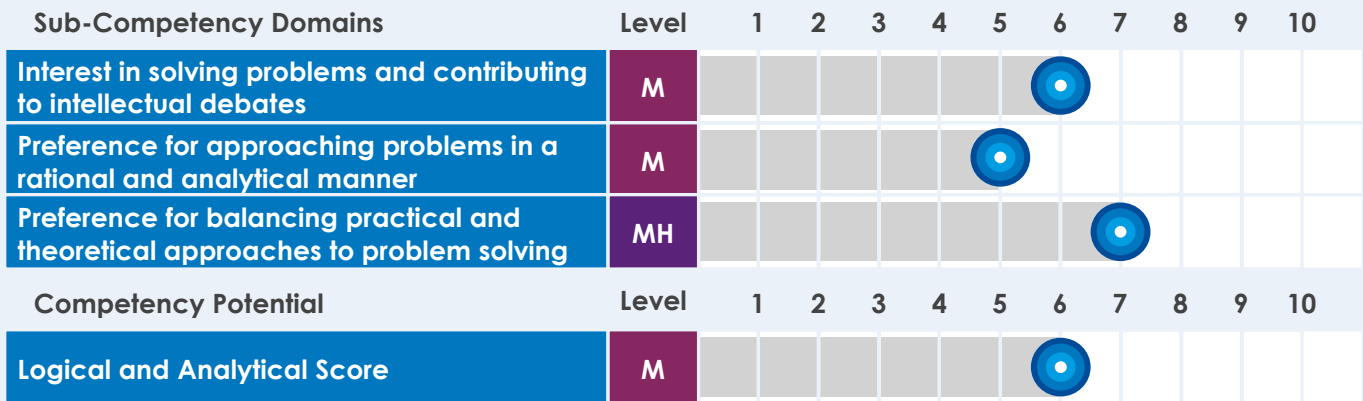 Sub-Competency Domains Level 1 2 3 4 5 6 7 8 9 10
Interest in solving problems and contributing
to intellectual debates
M
Preference for approaching problems in a
rational and analytical manner
M
Preference for balancing practical and
theoretical approaches to problem solving
MH
Competency Potential Level 1 2 3 4 5 6 7 8 9 10
Logical and Analytical Score M